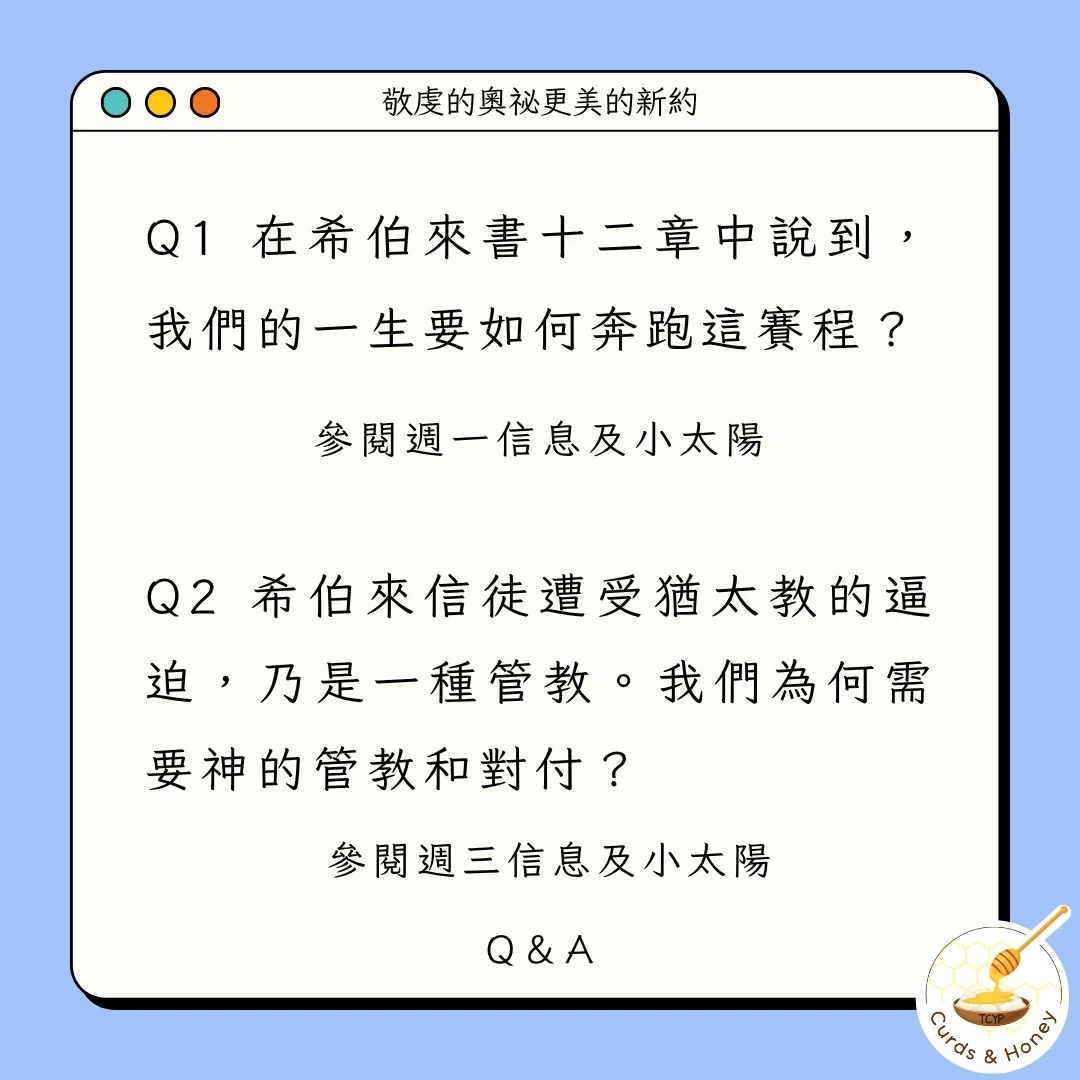 敬虔的奧祕更美的新約
Q1 在希伯來書十二章中說到，
我們的一生要如何奔跑這賽程？
參閱週一信息及小太陽
Q2 希伯來信徒遭受猶太教的逼
迫，乃是一種管教。我們為何需
要神的管教和對付？
參閱週三信息及小太陽
Q & A
TCYP
Curds & Honey